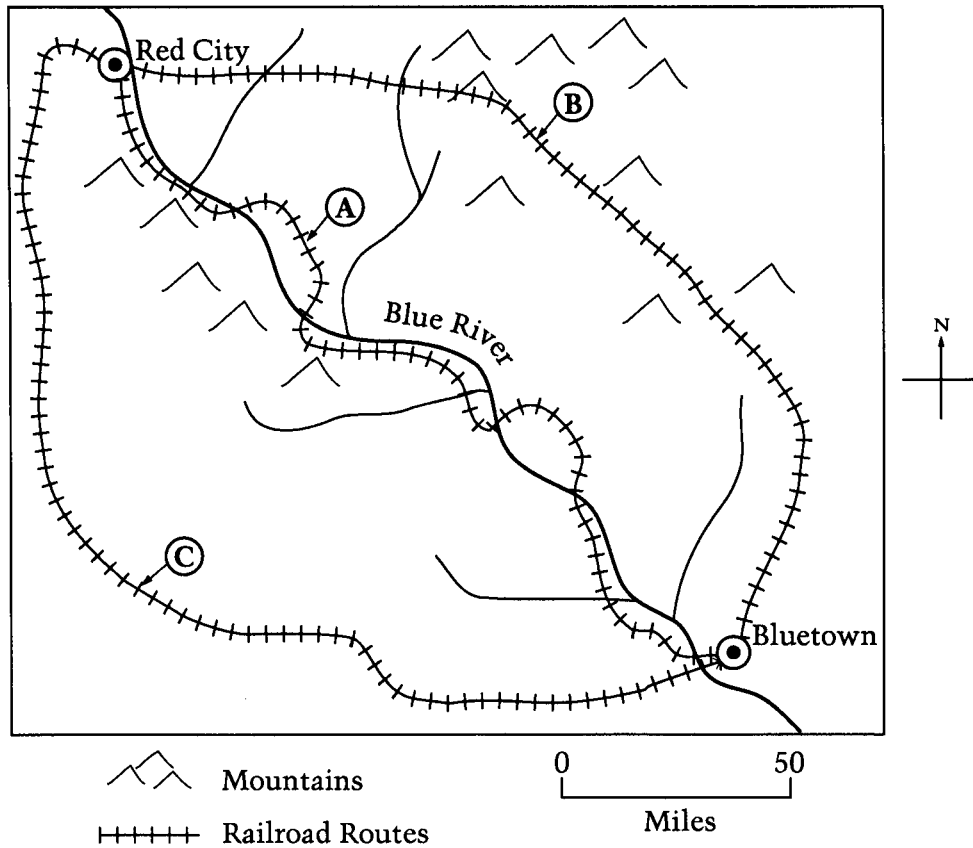 Red City
B
A
Blue River
N
C
Bluetown
0 50
Miles
Mountains
Railroad Routes